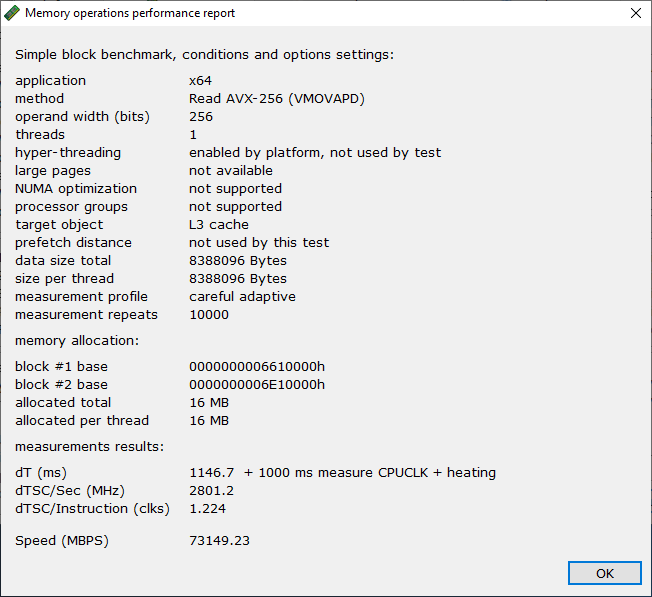 Memory operations performance report
Simple block benchmark, conditions and options settings:
application x64
method Read AVX-256 (VMOVAPD)
operand width (bits) 256
threads 1
hyper-threading enabled by platform, not used by test
large pages not available
NUMA optimization not supported
processor groups not supported
target object L3 cache
prefetch distance not used by this test
data size total 8388096 Bytes
size per thread 8388096 Bytes
measurement profile careful adaptive
measurement repeats 10000
memory allocation:
block #1 base 0000000006610000h
block #2 base 0000000006E10000h
allocated total 16 MB
allocated per thread 16 MB
measurements results:
dT (ms) 1146.7 + 1000 ms measure CPUCLK + heating
dTSC/Sec (MHz) 2801.2
dTSC/Instruction (clks) 1.224
Speed (MBPS) 73149.23
OK